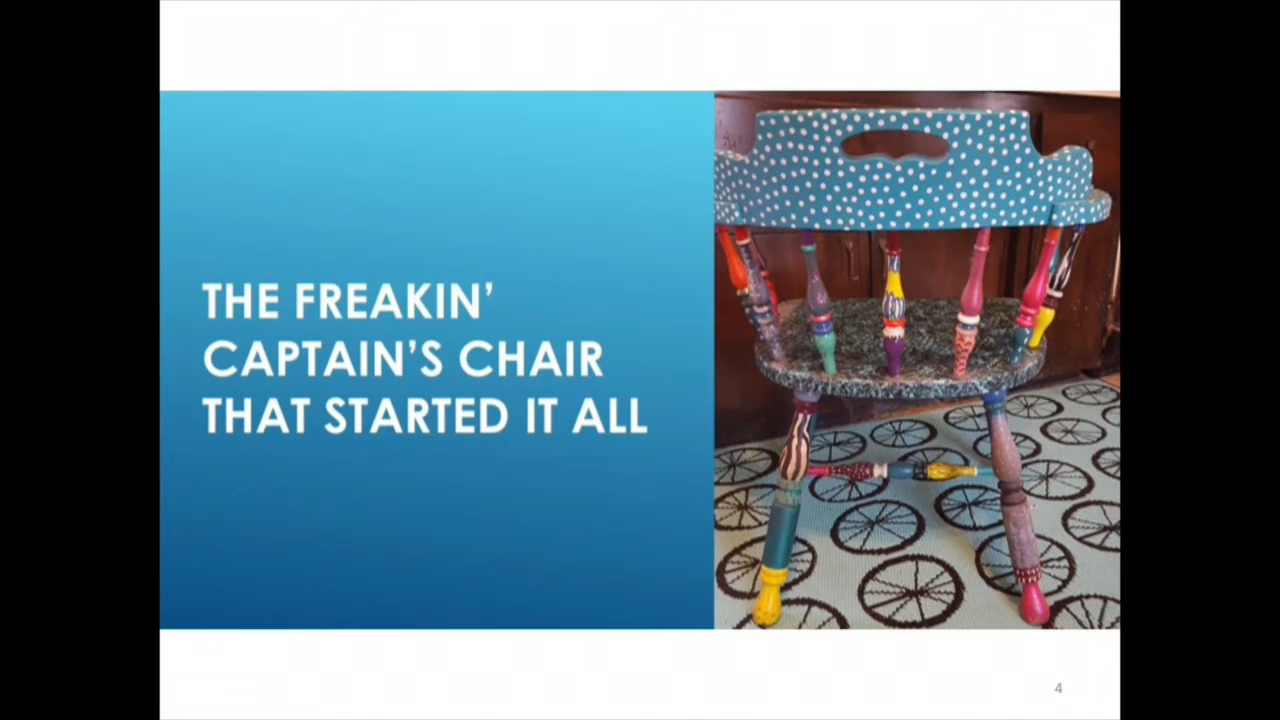 THE FREAKIN’
CAPTAIN’S CHAIR
THAT STARTED IT ALL
4